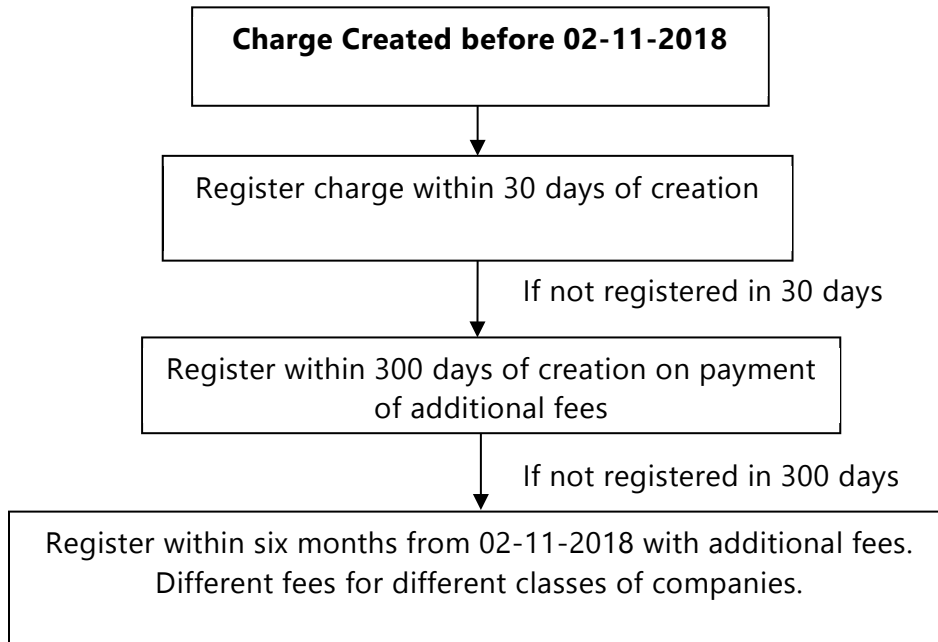 Charge Created before 02-11-2018
Register charge within 30 days of creation
If not registered in 30 days
Register within 300 days of creation on payment
of additional fees
If not registered in 300 days
Register within six months from 02-11-2018 with additional fees.
Different fees for different classes of companies.